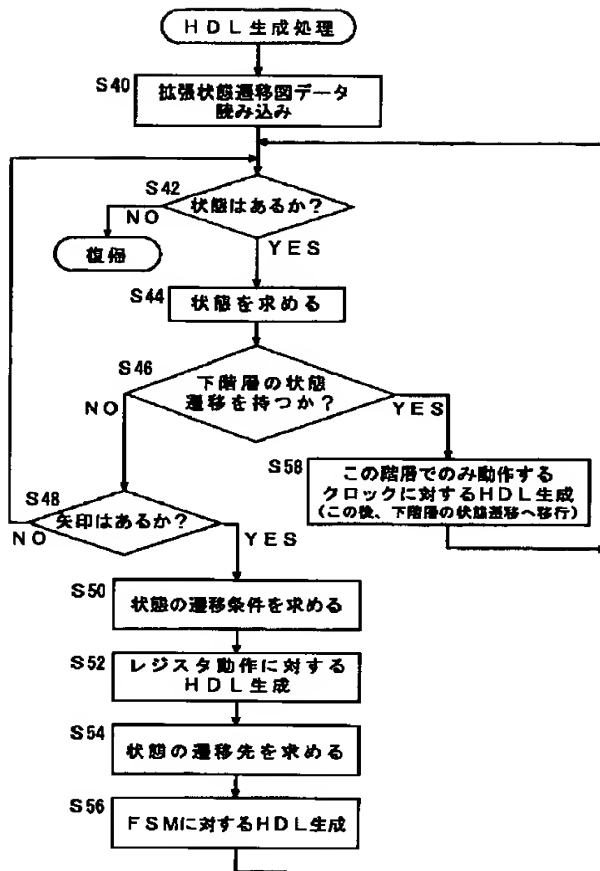 HDL生成処理
S40
拡張状態遷移図データ
読み込み
S42
状態はあるか?
NO
復帰
YES
S44
状態を求める
S46
下階層の状態
遷移を持つか?
NO
YES
S58
この階層でのみ動作する
クロックに対するHDL生成
(この後、下階層の状態遷移へ移行)
S48
矢印はあるか?
NO
YES
S50
状態の遷移条件を求める
S52
レジスタ動作に対する
HDL生成
S54
状態の遷移先を求める
S56
FSMに対するHDL生成